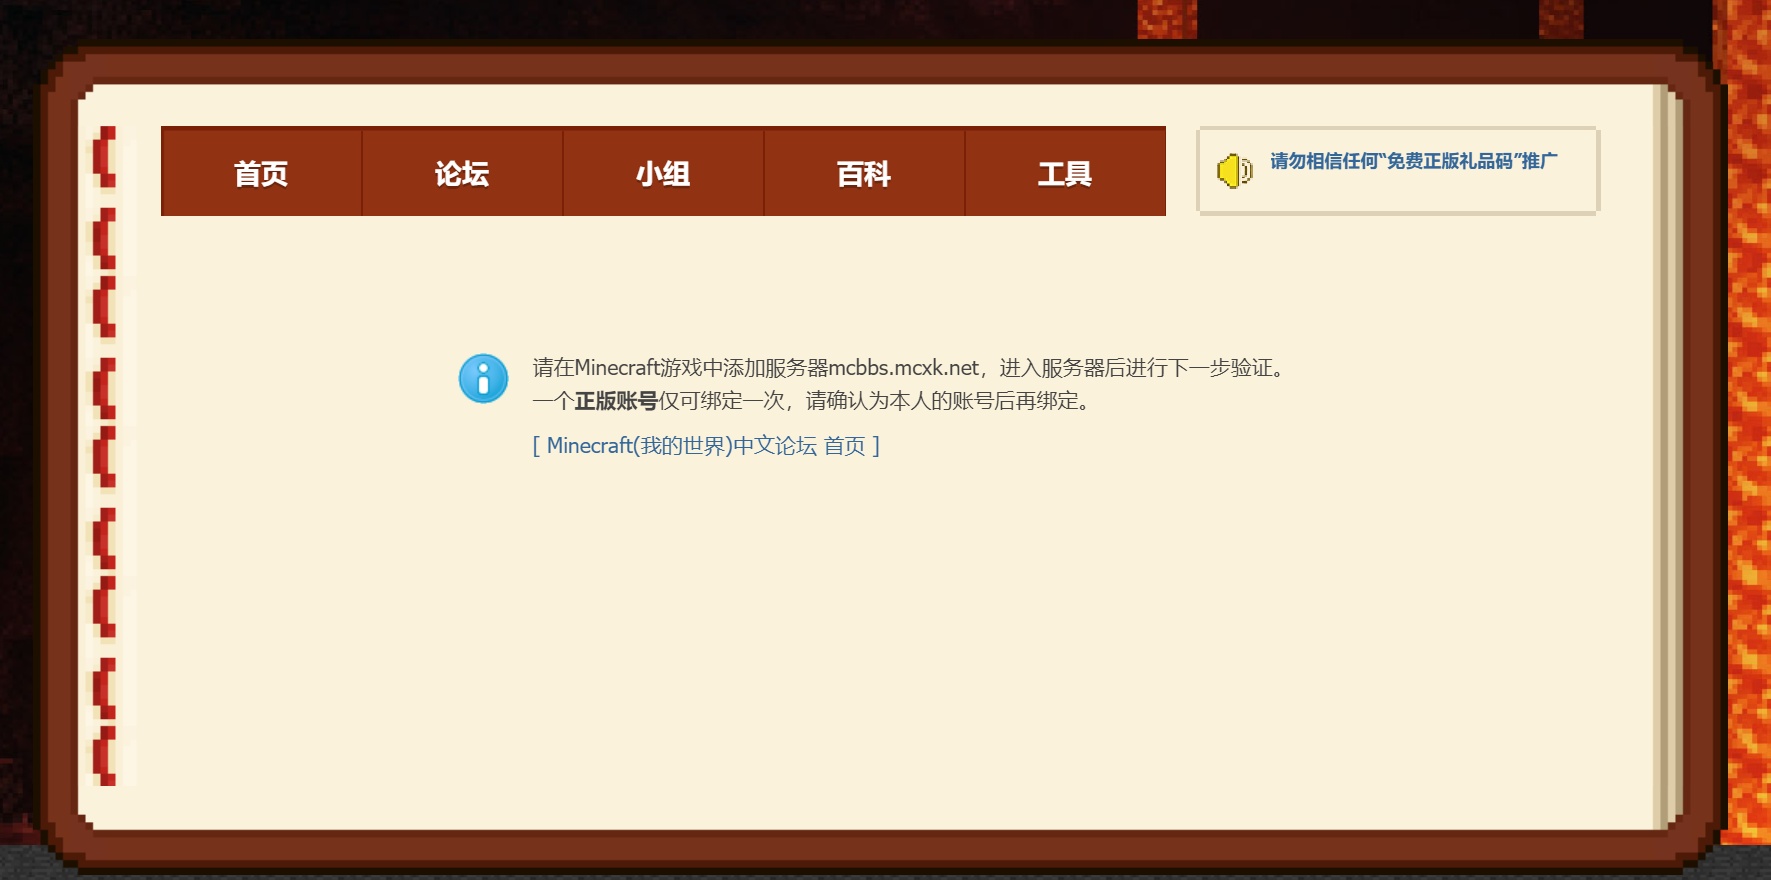 首页
论坛
小组
百科
工具
请勿相信任何“免费正版礼品码”推广
请在Minecraft游戏中添加服务器mcbbs.mcxk.net，进入服务器后进行下一步验证。
一个正版账号仅可绑定一次，请确认为本人的账号后再绑定。
[ Minecraft(我的世界)中文论坛 首页 ]